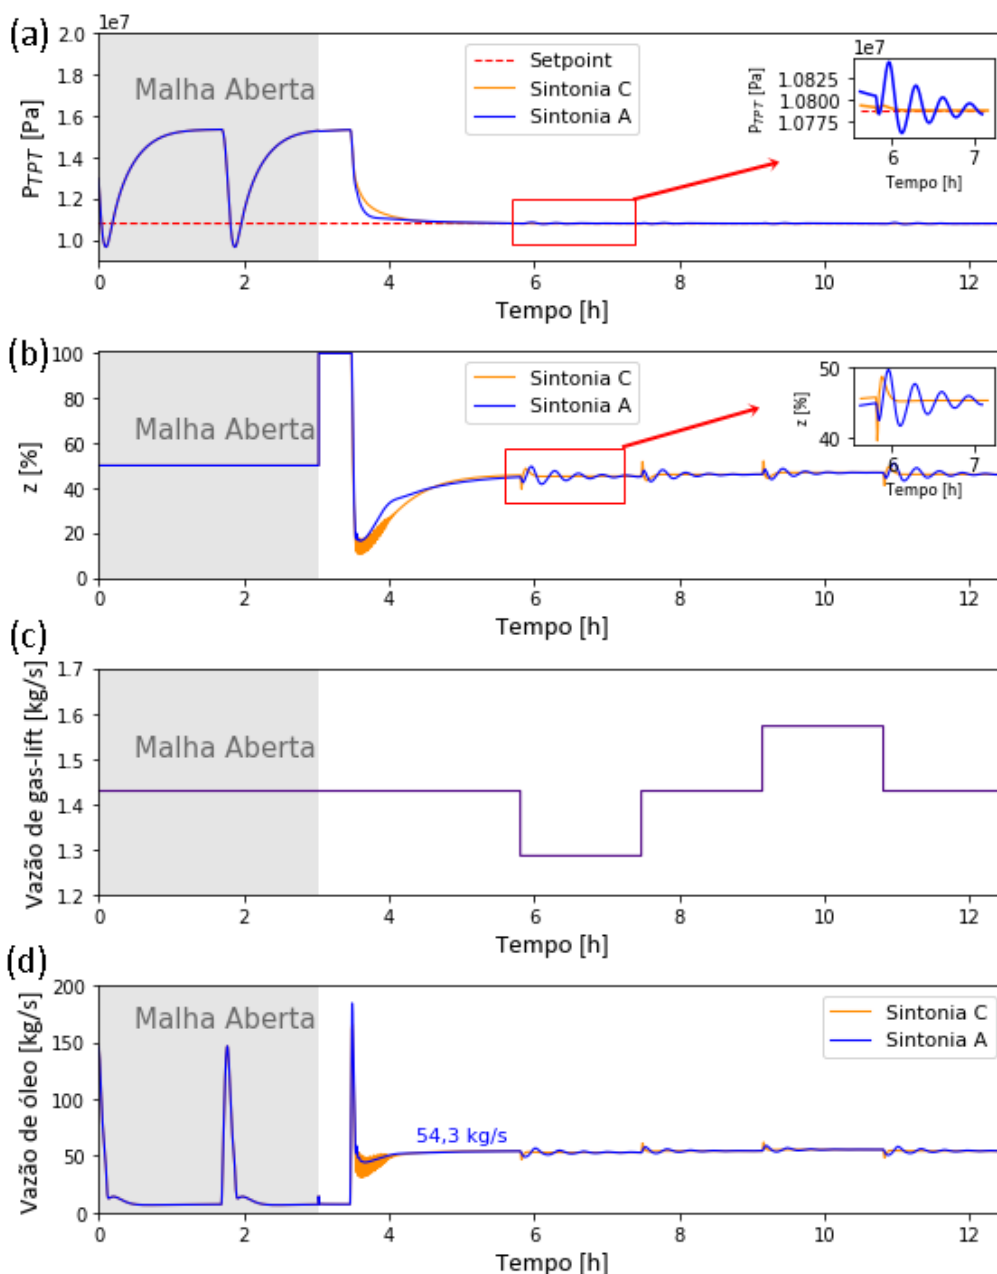 (a)
1e7
2.0
1.8
1.6
1.4
1.2
1.0
P_TPT [Pa]
Malha Aberta
Setpoint
Sintonia C
Sintonia A
1e7
1.0825
1.0800
1.0775
P_TPT [Pa]
6 7
Tempo [h]
0 2 4 6 8 10 12
Tempo [h]
(b)
100
80
60
40
20
0
z [%]
Malha Aberta
Sintonia C
Sintonia A
50
40
z [%]
6 7
Tempo [h]
0 2 4 6 8 10 12
Tempo [h]
(c)
1.7
1.6
1.5
1.4
1.3
1.2
Vazão de gas-lift [kg/s]
Malha Aberta
0 2 4 6 8 10 12
Tempo [h]
(d)
200
150
100
50
0
Vazão de óleo [kg/s]
Malha Aberta
Sintonia C
Sintonia A
54,3 kg/s
0 2 4 6 8 10 12
Tempo [h]